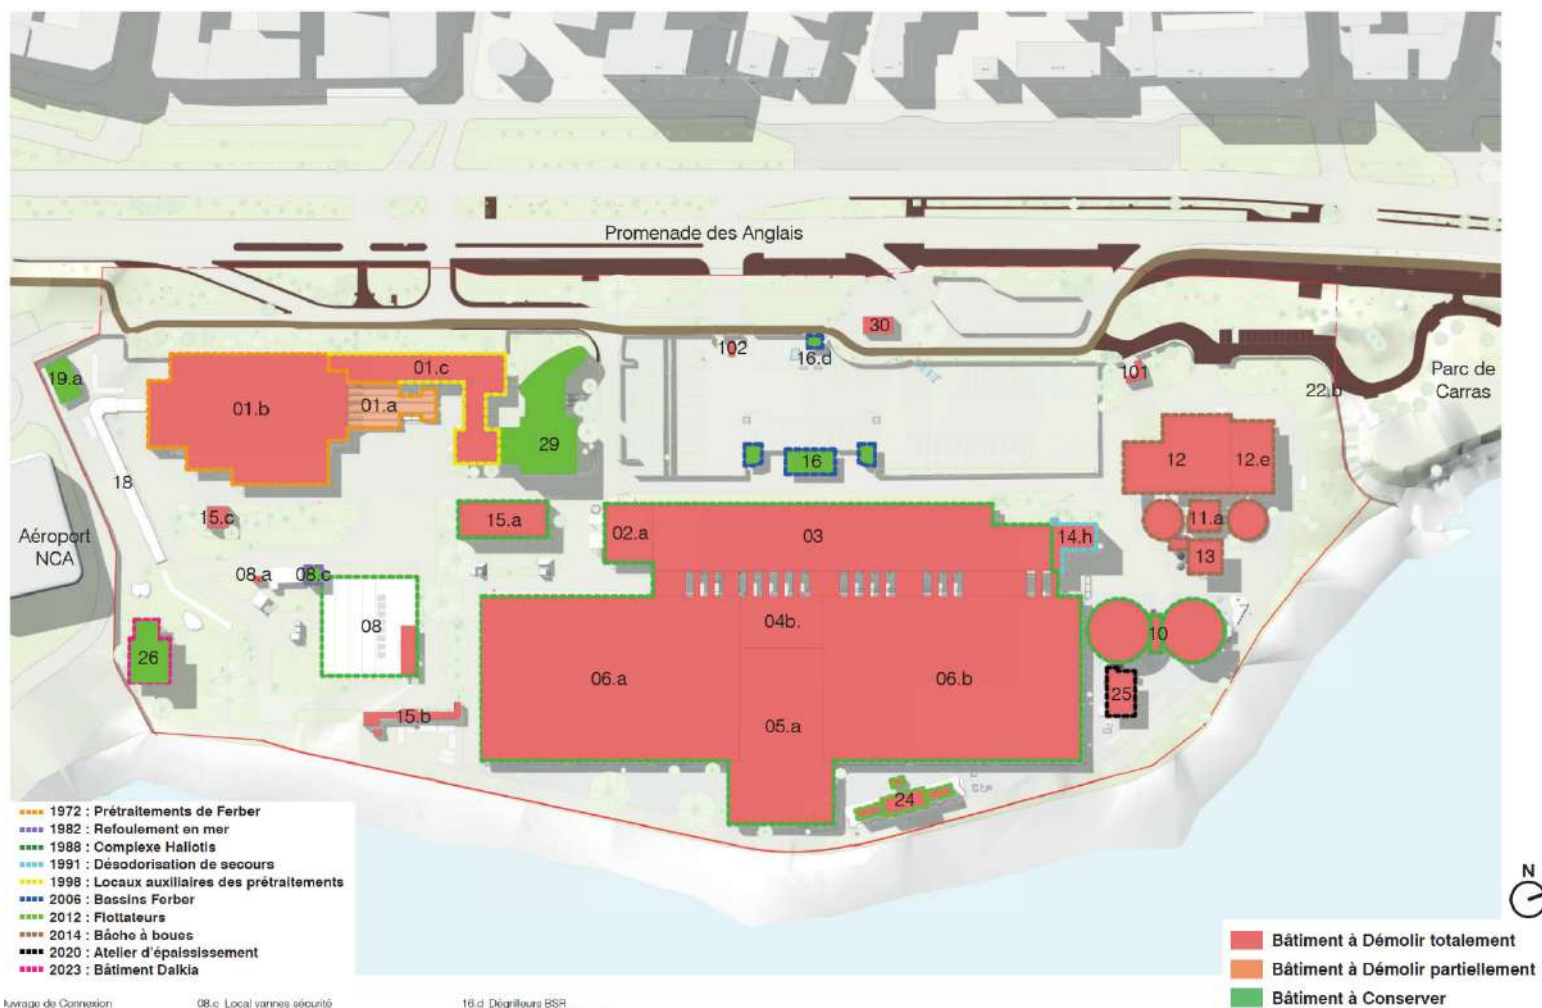 Promenade des Anglais
30
102
16.d
101
22.b
Parc de
Carras
19.a
01.c
01.a
01.b
29
16
12
12.e
18
15.c
15.a
02.a
03
14.h
11.a
13
Aéroport
NCA
08.a
08.c
08
04b.
10
26
06.a
06.b
25
15.b
05.a
24
1972 : Prétraitements de Ferber
1982 : Refoulement en mer
1988 : Complexe Haliotis
1991 : Désodorisation de secours
1998 : Locaux auxiliaires des prétraitements
2006 : Bassins Ferber
2012 : Flottateurs
2014 : Bâche à boues
2020 : Atelier d'épaississement
2023 : Bâtiment Dalkia
N
Bâtiment à Démolir totalement
Bâtiment à Démolir partiellement
Bâtiment à Conserver
uvrage de Connexion
08.c Local vannes sécurité
16.d Dégrilleurs BSR